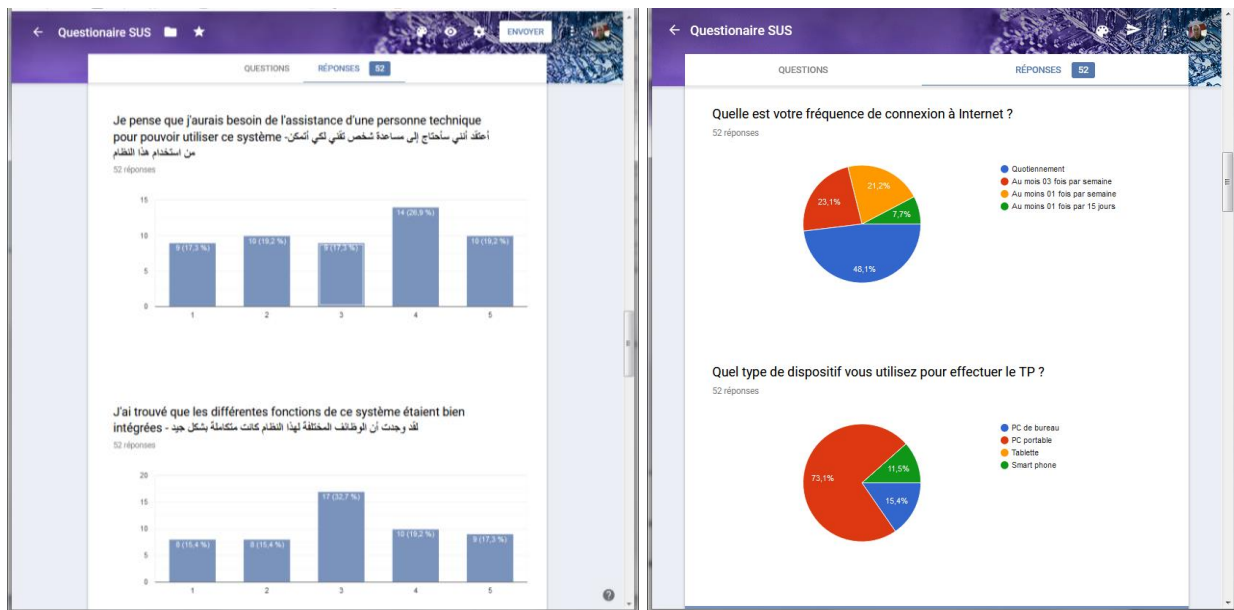 Questionaire SUS
ENVOYER
QUESTIONS RÉPONSES 52
Je pense que j'aurais besoin de l'assistance d'une personne technique
pour pouvoir utiliser ce système -أعتقد أنني سأحتاج إلى مساعدة شخص تقني لكي أتمكن
من استخدام هذا النظام
52 réponses
15
10
5
0
9 (17,3 %)
10 (19,2 %)
9 (17,3 %)
14 (26,9 %)
10 (19,2 %)
1 2 3 4 5
J'ai trouvé que les différentes fonctions de ce système étaient bien
intégrées - لقد وجدت أن الوظائف المختلفة لهذا النظام كانت متكاملة بشكل جيد
52 réponses
20
15
10
5
0
8 (15,4 %)
8 (15,4 %)
17 (32,7 %)
10 (19,2 %)
9 (17,3 %)
1 2 3 4 5
Questionaire SUS
QUESTIONS RÉPONSES 52
Quelle est votre fréquence de connexion à Internet ?
52 réponses
21,2%
23,1%
7,7%
48,1%
Quotiennement
Au mois 03 fois par semaine
Au moins 01 fois par semaine
Au moins 01 fois par 15 jours
Quel type de dispositif vous utilisez pour effectuer le TP ?
52 réponses
73,1%
11,5%
15,4%
PC de bureau
PC portable
Tablette
Smart phone